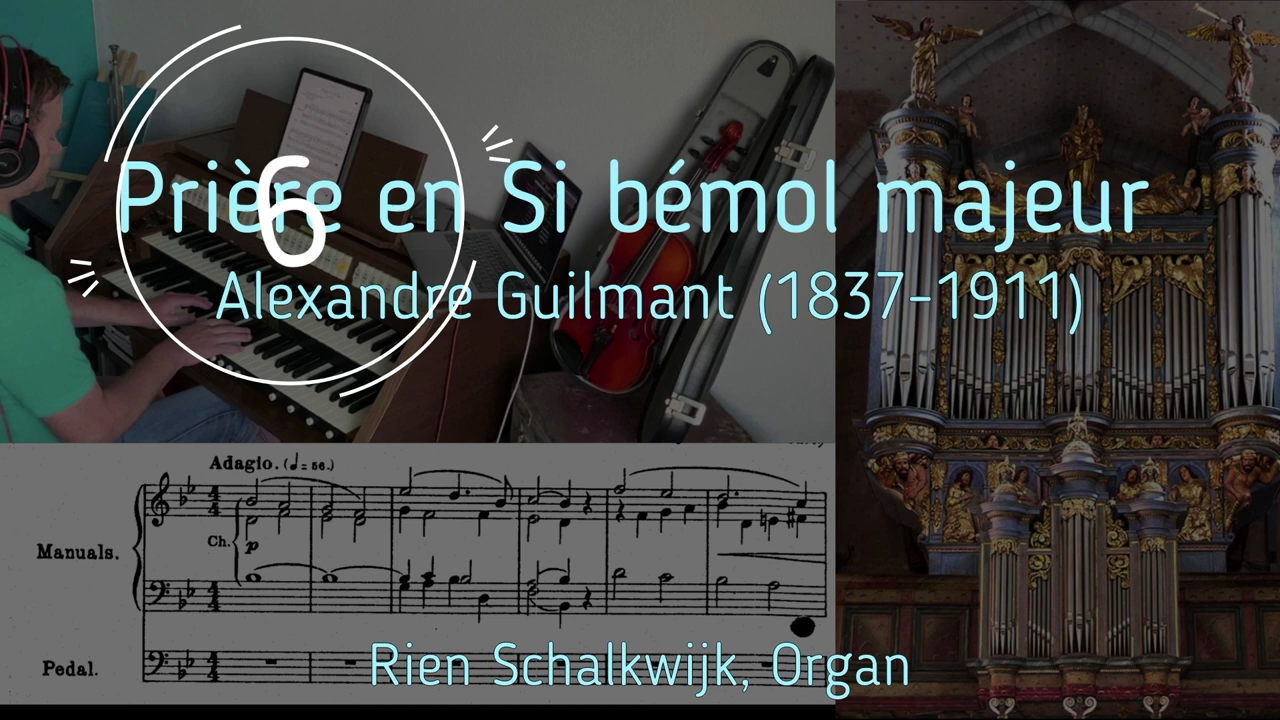 6
Prière en Si bémol majeur
Alexandre Guilmant (1837-1911)
Adagio. (𝅗𝅥 = 56.)
Ch.
p
Manuals.
Pedal.
Rien Schalkwijk, Organ